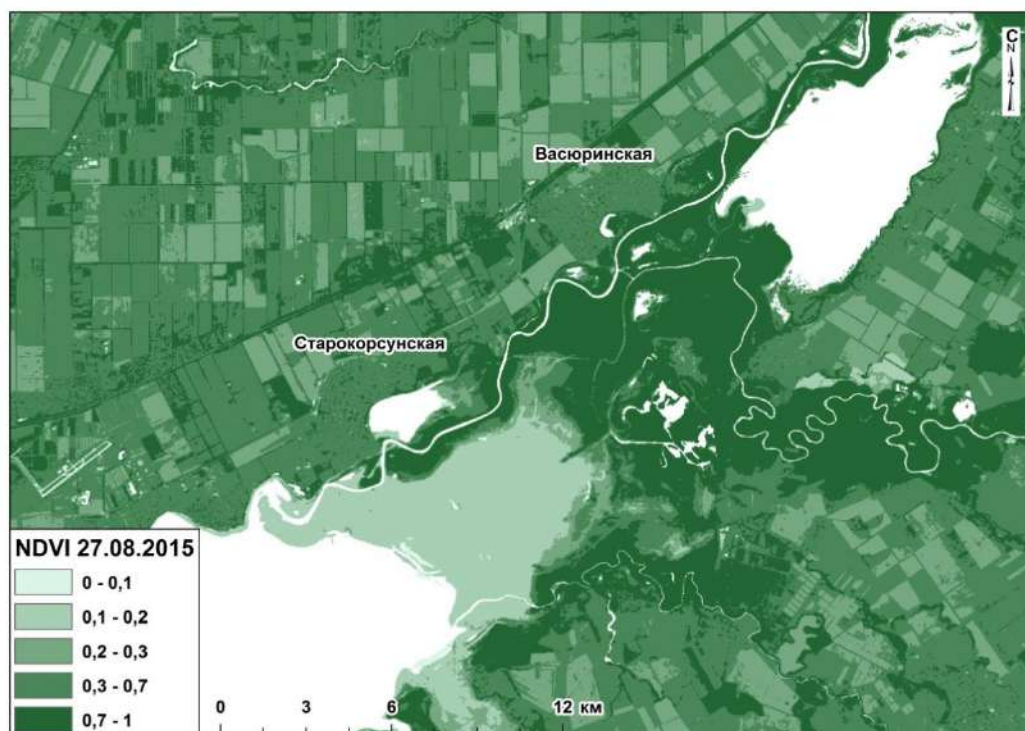 С
N
Васюринская
Старокорсунская
NDVI 27.08.2015
0 - 0,1
0,1 - 0,2
0,2 - 0,3
0,3 - 0,7
0,7 - 1
0 3 6 12 км